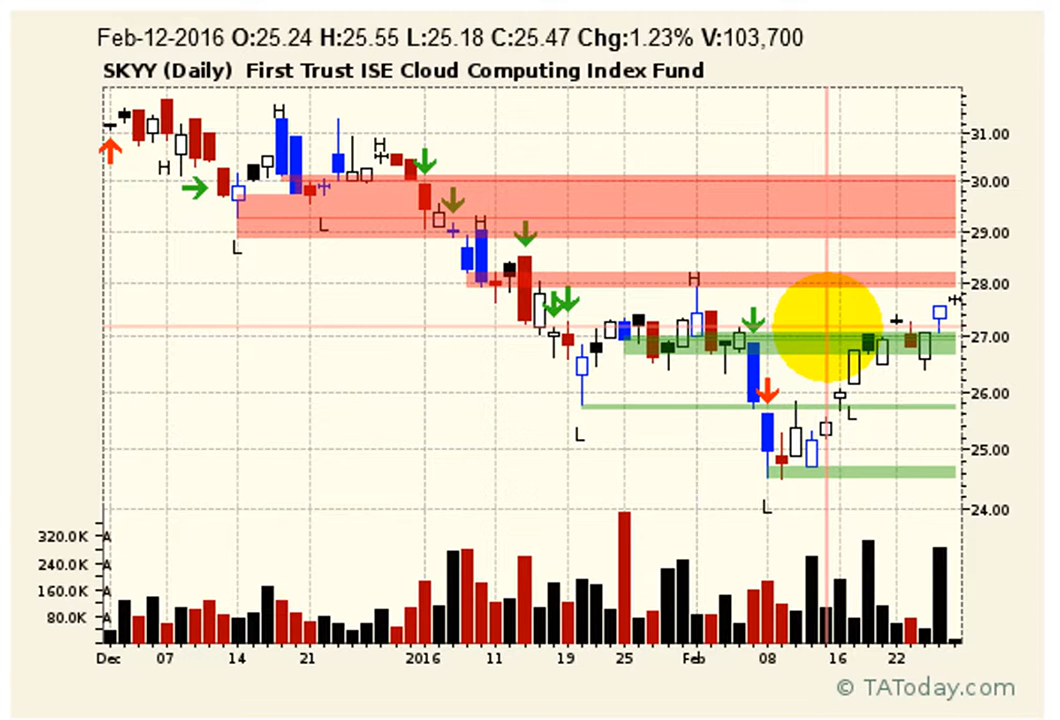 Feb-12-2016 O:25.24 H:25.55 L:25.18 C:25.47 Chg:1.23% V:103,700
SKYY (Daily) First Trust ISE Cloud Computing Index Fund
H
H
31.00
H
H
30.00
L
H
29.00
L
H
28.00
27.00
26.00
L
L
25.00
L
24.00
320.0K A
240.0K A
160.0K A
80.0K A
Dec 07 14 21 2016 11 19 25 Feb 08 16 22
© TAToday.com